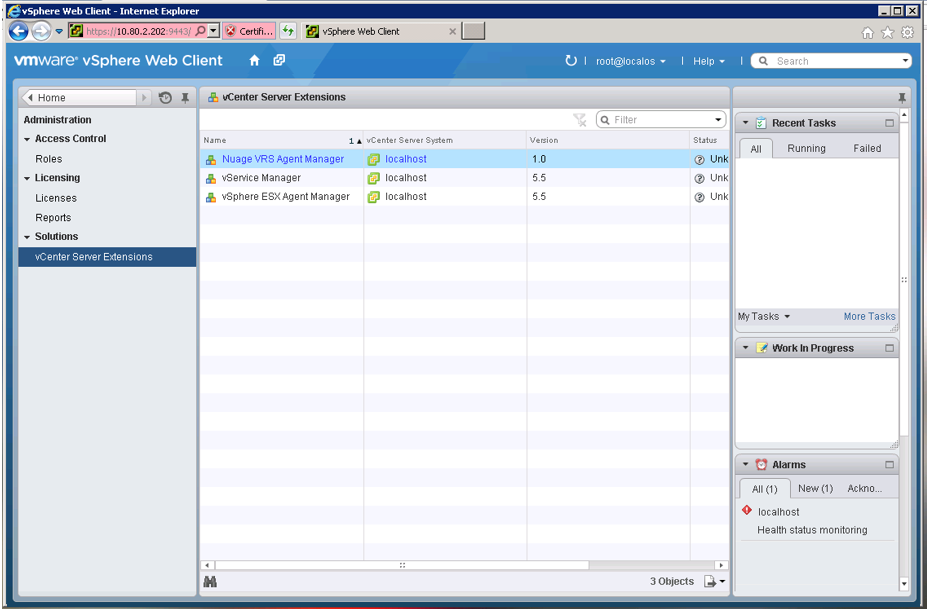 vSphere Web Client - Internet Explorer
https://10.80.2.202:9443/
Certifi...
vSphere Web Client
vmware® vSphere Web Client
root@localos
Help
Search
Home
Administration
Access Control
Roles
Licensing
Licenses
Reports
Solutions
vCenter Server Extensions
vCenter Server Extensions
Filter
Name 1 vCenter Server System Version Status
Nuage VRS Agent Manager localhost 1.0 Unk
vService Manager localhost 5.5 Unk
vSphere ESX Agent Manager localhost 5.5 Unk
3 Objects
Recent Tasks
All Running Failed
My Tasks More Tasks
Work In Progress
Alarms
All (1) New (1) Ackno...
localhost
Health status monitoring